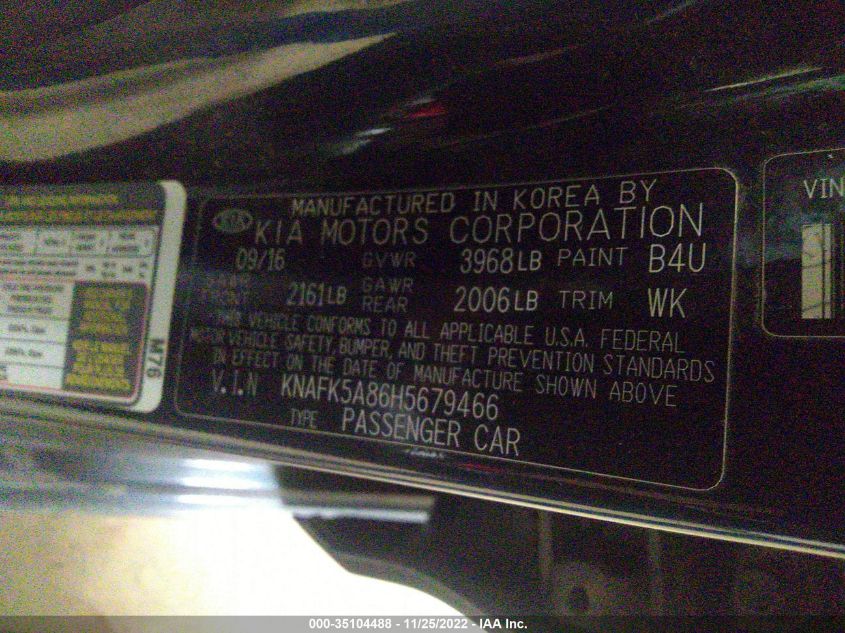 MANUFACTURED IN KOREA BY
KIA MOTORS CORPORATION
09/16 GVWR 3968LB PAINT B4U
GAWR GAWR
FRONT 2161LB REAR 2006LB TRIM WK
THIS VEHICLE CONFORMS TO ALL APPLICABLE U.S.A. FEDERAL
MOTOR VEHICLE SAFETY, BUMPER, AND THEFT PREVENTION STANDARDS
IN EFFECT ON THE DATE OF MANUFACTURE SHOWN ABOVE
V.I.N KNAFK5A86H5679466
TYPE PASSENGER CAR
M76
VIN
000-35104488 - 11/25/2022 - IAA Inc.